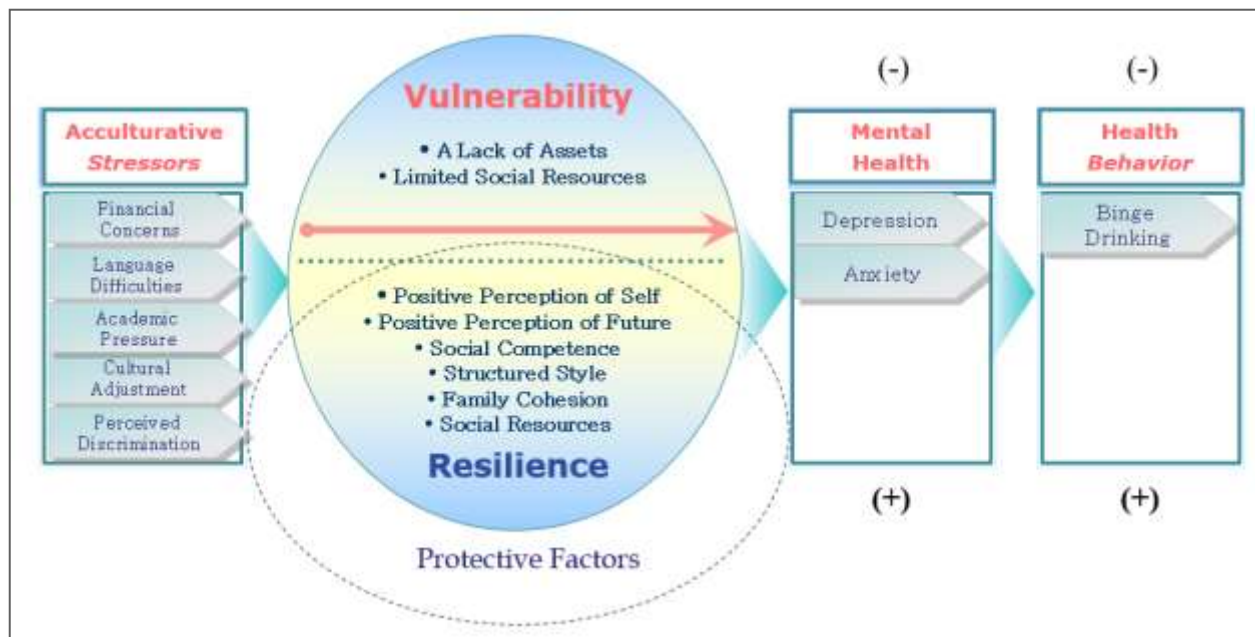 Acculturative
Stressors
Financial
Concerns
Language
Difficulties
Academic
Pressure
Cultural
Adjustment
Perceived
Discrimination
Vulnerability
• A Lack of Assets
• Limited Social Resources
• Positive Perception of Self
• Positive Perception of Future
• Social Competence
• Structured Style
• Family Cohesion
• Social Resources
Resilience
Protective Factors
(-)
Mental
Health
Depression
Anxiety
(+)
(-)
Health
Behavior
Binge
Drinking
(+)